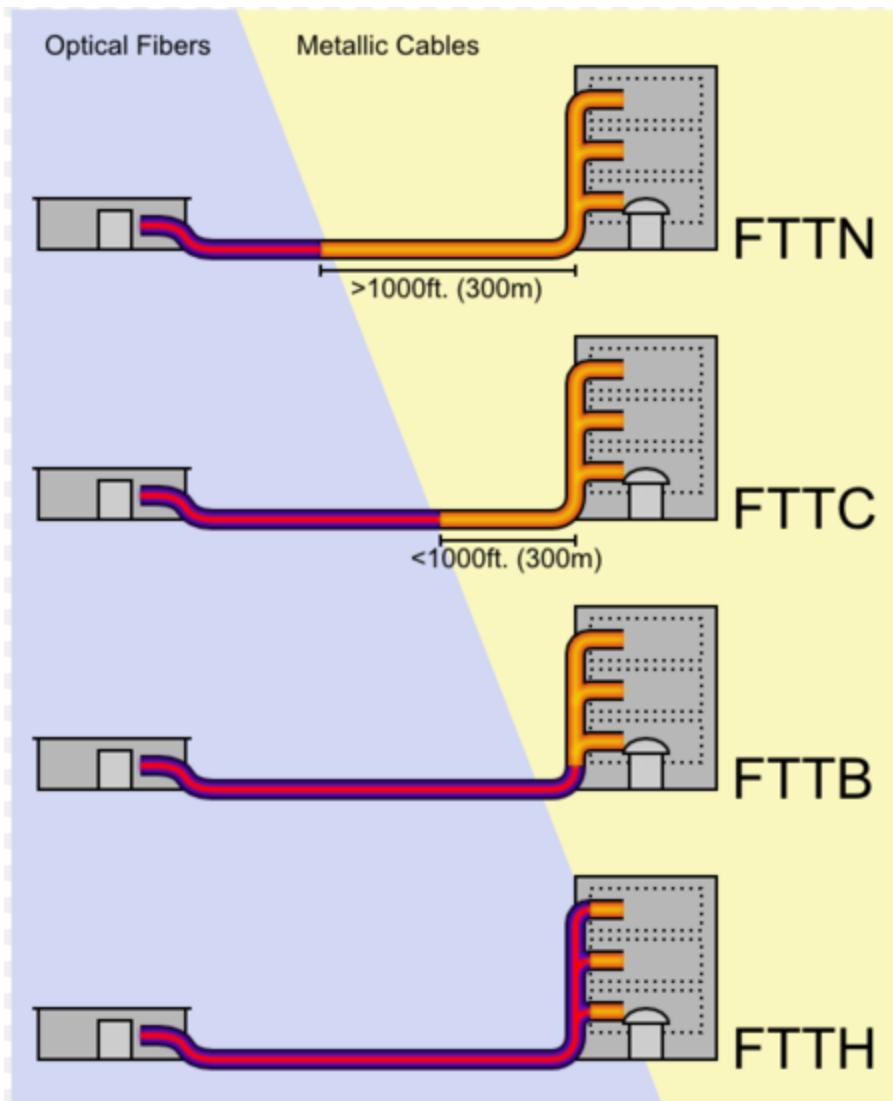 Optical Fibers
Metallic Cables
FTTN
>1000ft. (300m)
FTTC
<1000ft. (300m)
FTTB
FTTH